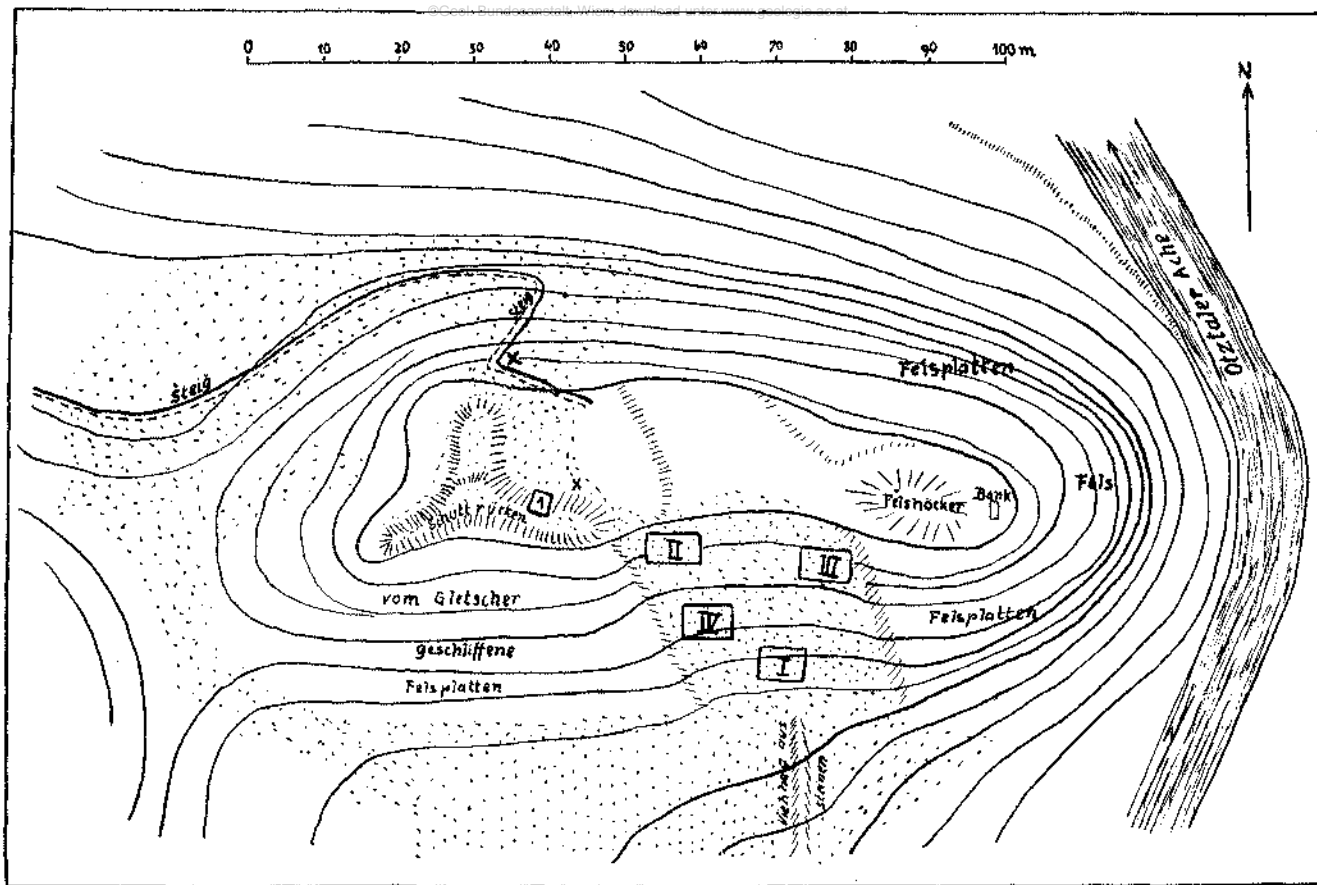 ©Geol. Bundesanstalt, Wien; download unter www.geologie.ac.at
0 10 20 30 40 50 60 70 80 90 100 m.
N
Ötztaler Ache
Steig
Steig
x
Felsplatten
Fels
x
1
Schuttrücken
Felshöcker
Bank
II
III
vom Gletscher
IV
Felsplatten
geschliffene
I
Felsplatten
Viehweg aus